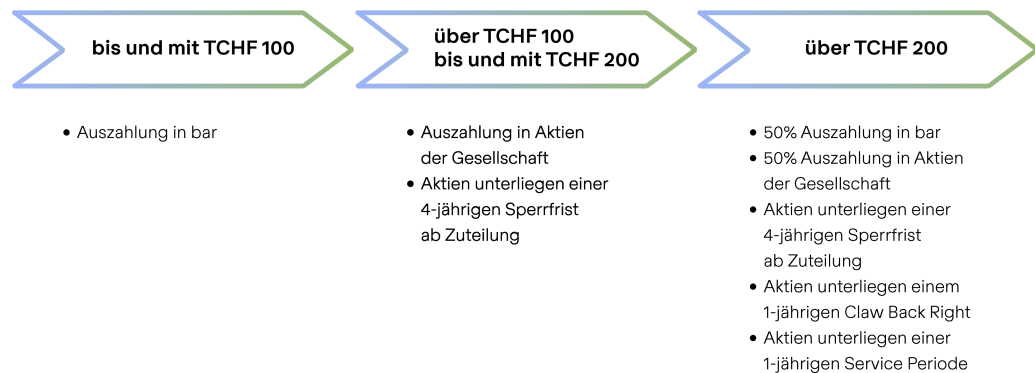 bis und mit TCHF 100
• Auszahlung in bar
über TCHF 100
bis und mit TCHF 200
• Auszahlung in Aktien
der Gesellschaft
• Aktien unterliegen einer
4-jährigen Sperrfrist
ab Zuteilung
über TCHF 200
• 50% Auszahlung in bar
• 50% Auszahlung in Aktien
der Gesellschaft
• Aktien unterliegen einer
4-jährigen Sperrfrist
ab Zuteilung
• Aktien unterliegen einem
1-jährigen Claw Back Right
• Aktien unterliegen einer
1-jährigen Service Periode